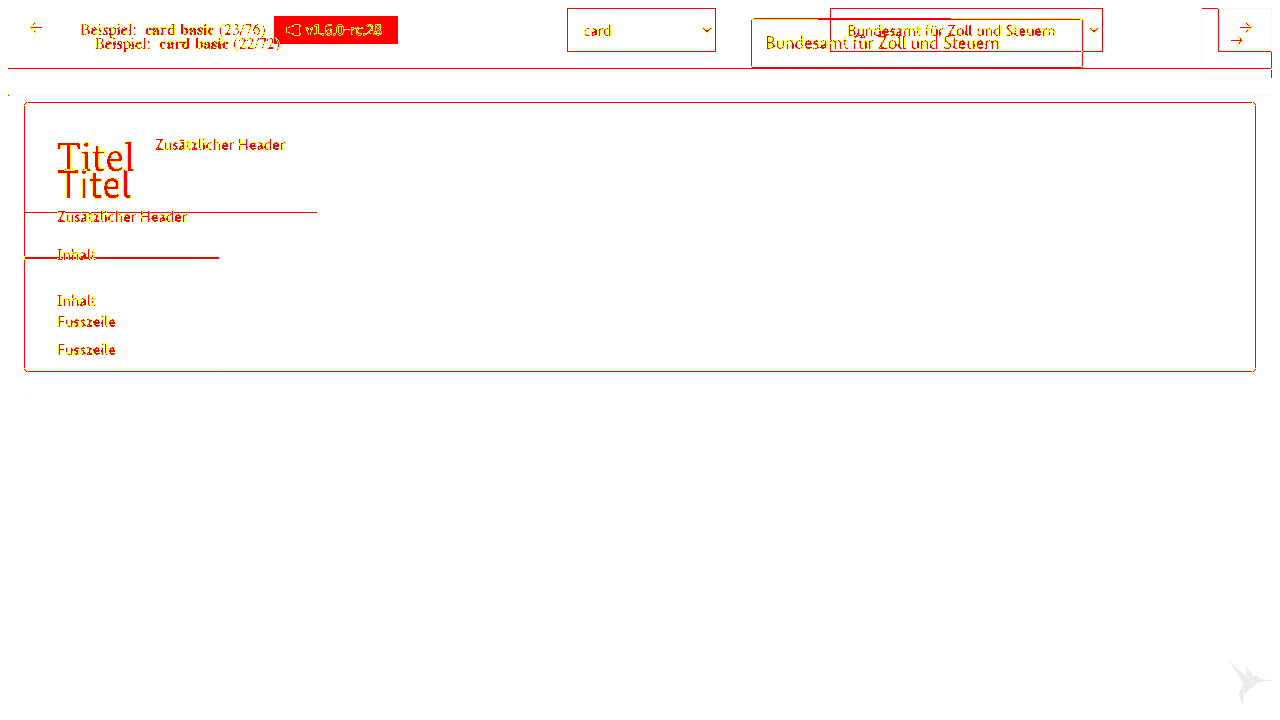 Beispiel: card basic (23/76) v1.6.0-rc.28 card Bundesamt für Zoll und Steuern
Beispiel: card basic (22/72) Bundesamt für Zoll und Steuern
Titel Zusätzlicher Header
Titel
Zusätzlicher Header
Inhalt
Inhalt
Fusszeile
Fusszeile